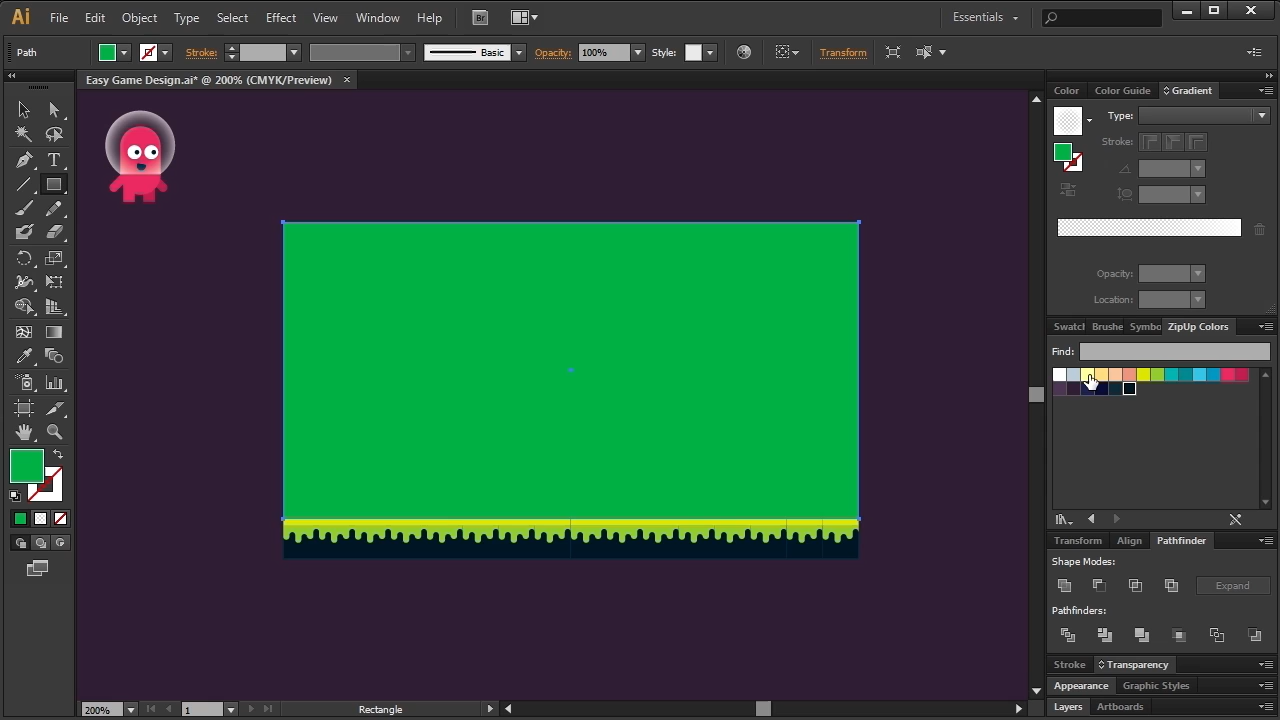 Ai File Edit Object Type Select Effect View Window Help Br Essentials
Path Stroke: Basic Opacity: 100% Style: Transform
Easy Game Design.ai* @ 200% (CMYK/Preview)
Color Color Guide Gradient
Type:
Stroke:
Opacity:
Location:
Swatcl Brushe Symbo ZipUp Colors
Find:
Transform Align Pathfinder
Shape Modes:
Expand
Pathfinders:
Stroke Transparency
Appearance Graphic Styles
Layers Artboards
200% 1 Rectangle